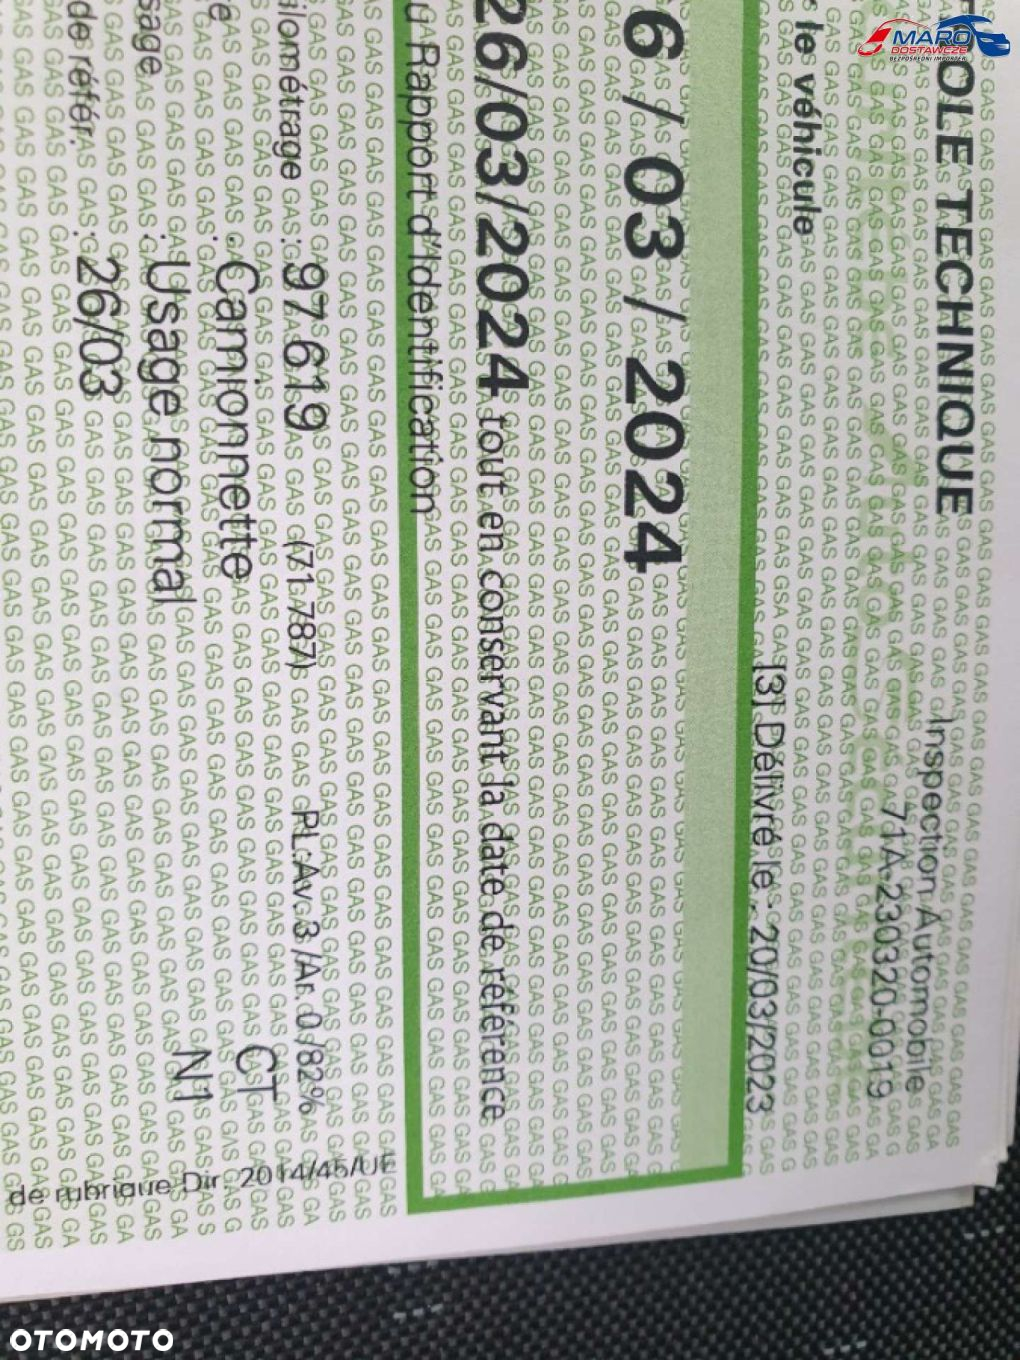 MARO
DOSTAWCZE
BEZPOŚREDNI IMPORTER
OLE TECHNIQUE
Inspection Automobile
71A-230320-0019
le véhicule
[3] Délivré le : 20/03/2023
6 / 03 / 2024
26/03/2024 tout en conservant la date de référence
u Rapport d'Identification
ilométrage : 97 619 (71 787) PL:Av. 3 /Ar. 0 /82%
e : Camionnette CT
sage : Usage normal N1
de référ. : 26/03
de rubrique Dir. 2014/45/UE
OTOMOTO